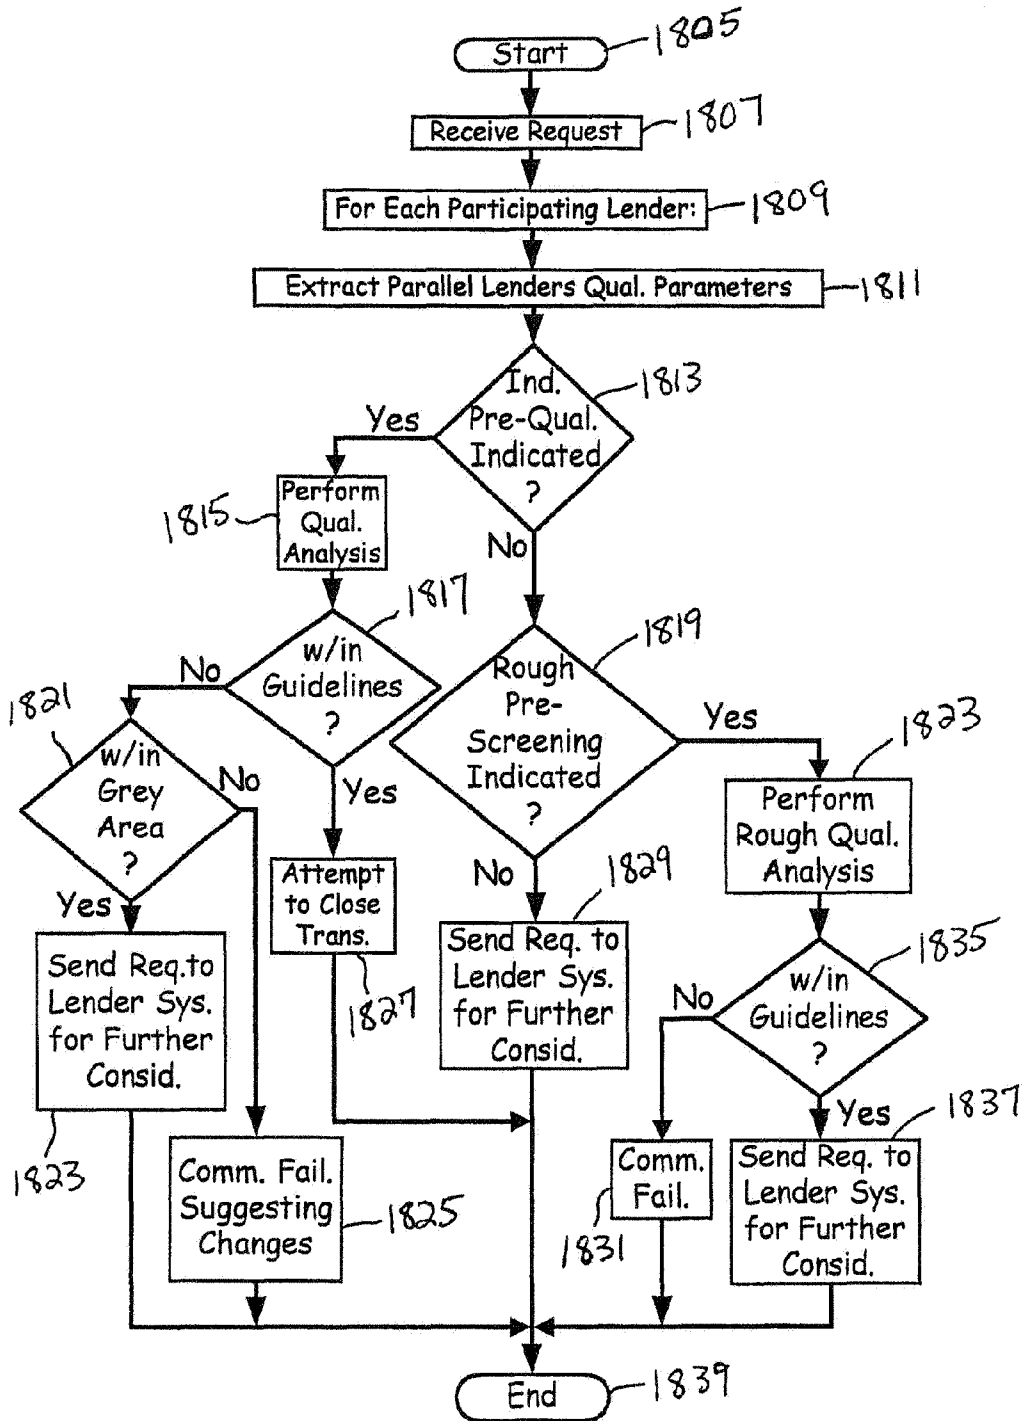 Start
1805
Receive Request
1807
For Each Participating Lender:
1809
Extract Parallel Lenders Qual. Parameters
1811
Ind.
Pre-Qual.
Indicated
?
1813
Yes
No
Perform
Qual.
Analysis
1815
w/in
Guidelines
?
1817
No
Yes
Rough
Pre-
Screening
Indicated
?
1819
Yes
No
w/in
Grey
Area
?
1821
No
Yes
Perform
Rough Qual.
Analysis
1823
Attempt
to Close
Trans.
1827
Send Req. to
Lender Sys.
for Further
Consid.
1829
w/in
Guidelines
?
1835
No
Yes
Send Req.to
Lender Sys.
for Further
Consid.
1823
Comm. Fail.
Suggesting
Changes
1825
Comm.
Fail.
1831
Send Req. to
Lender Sys.
for Further
Consid.
1837
End
1839